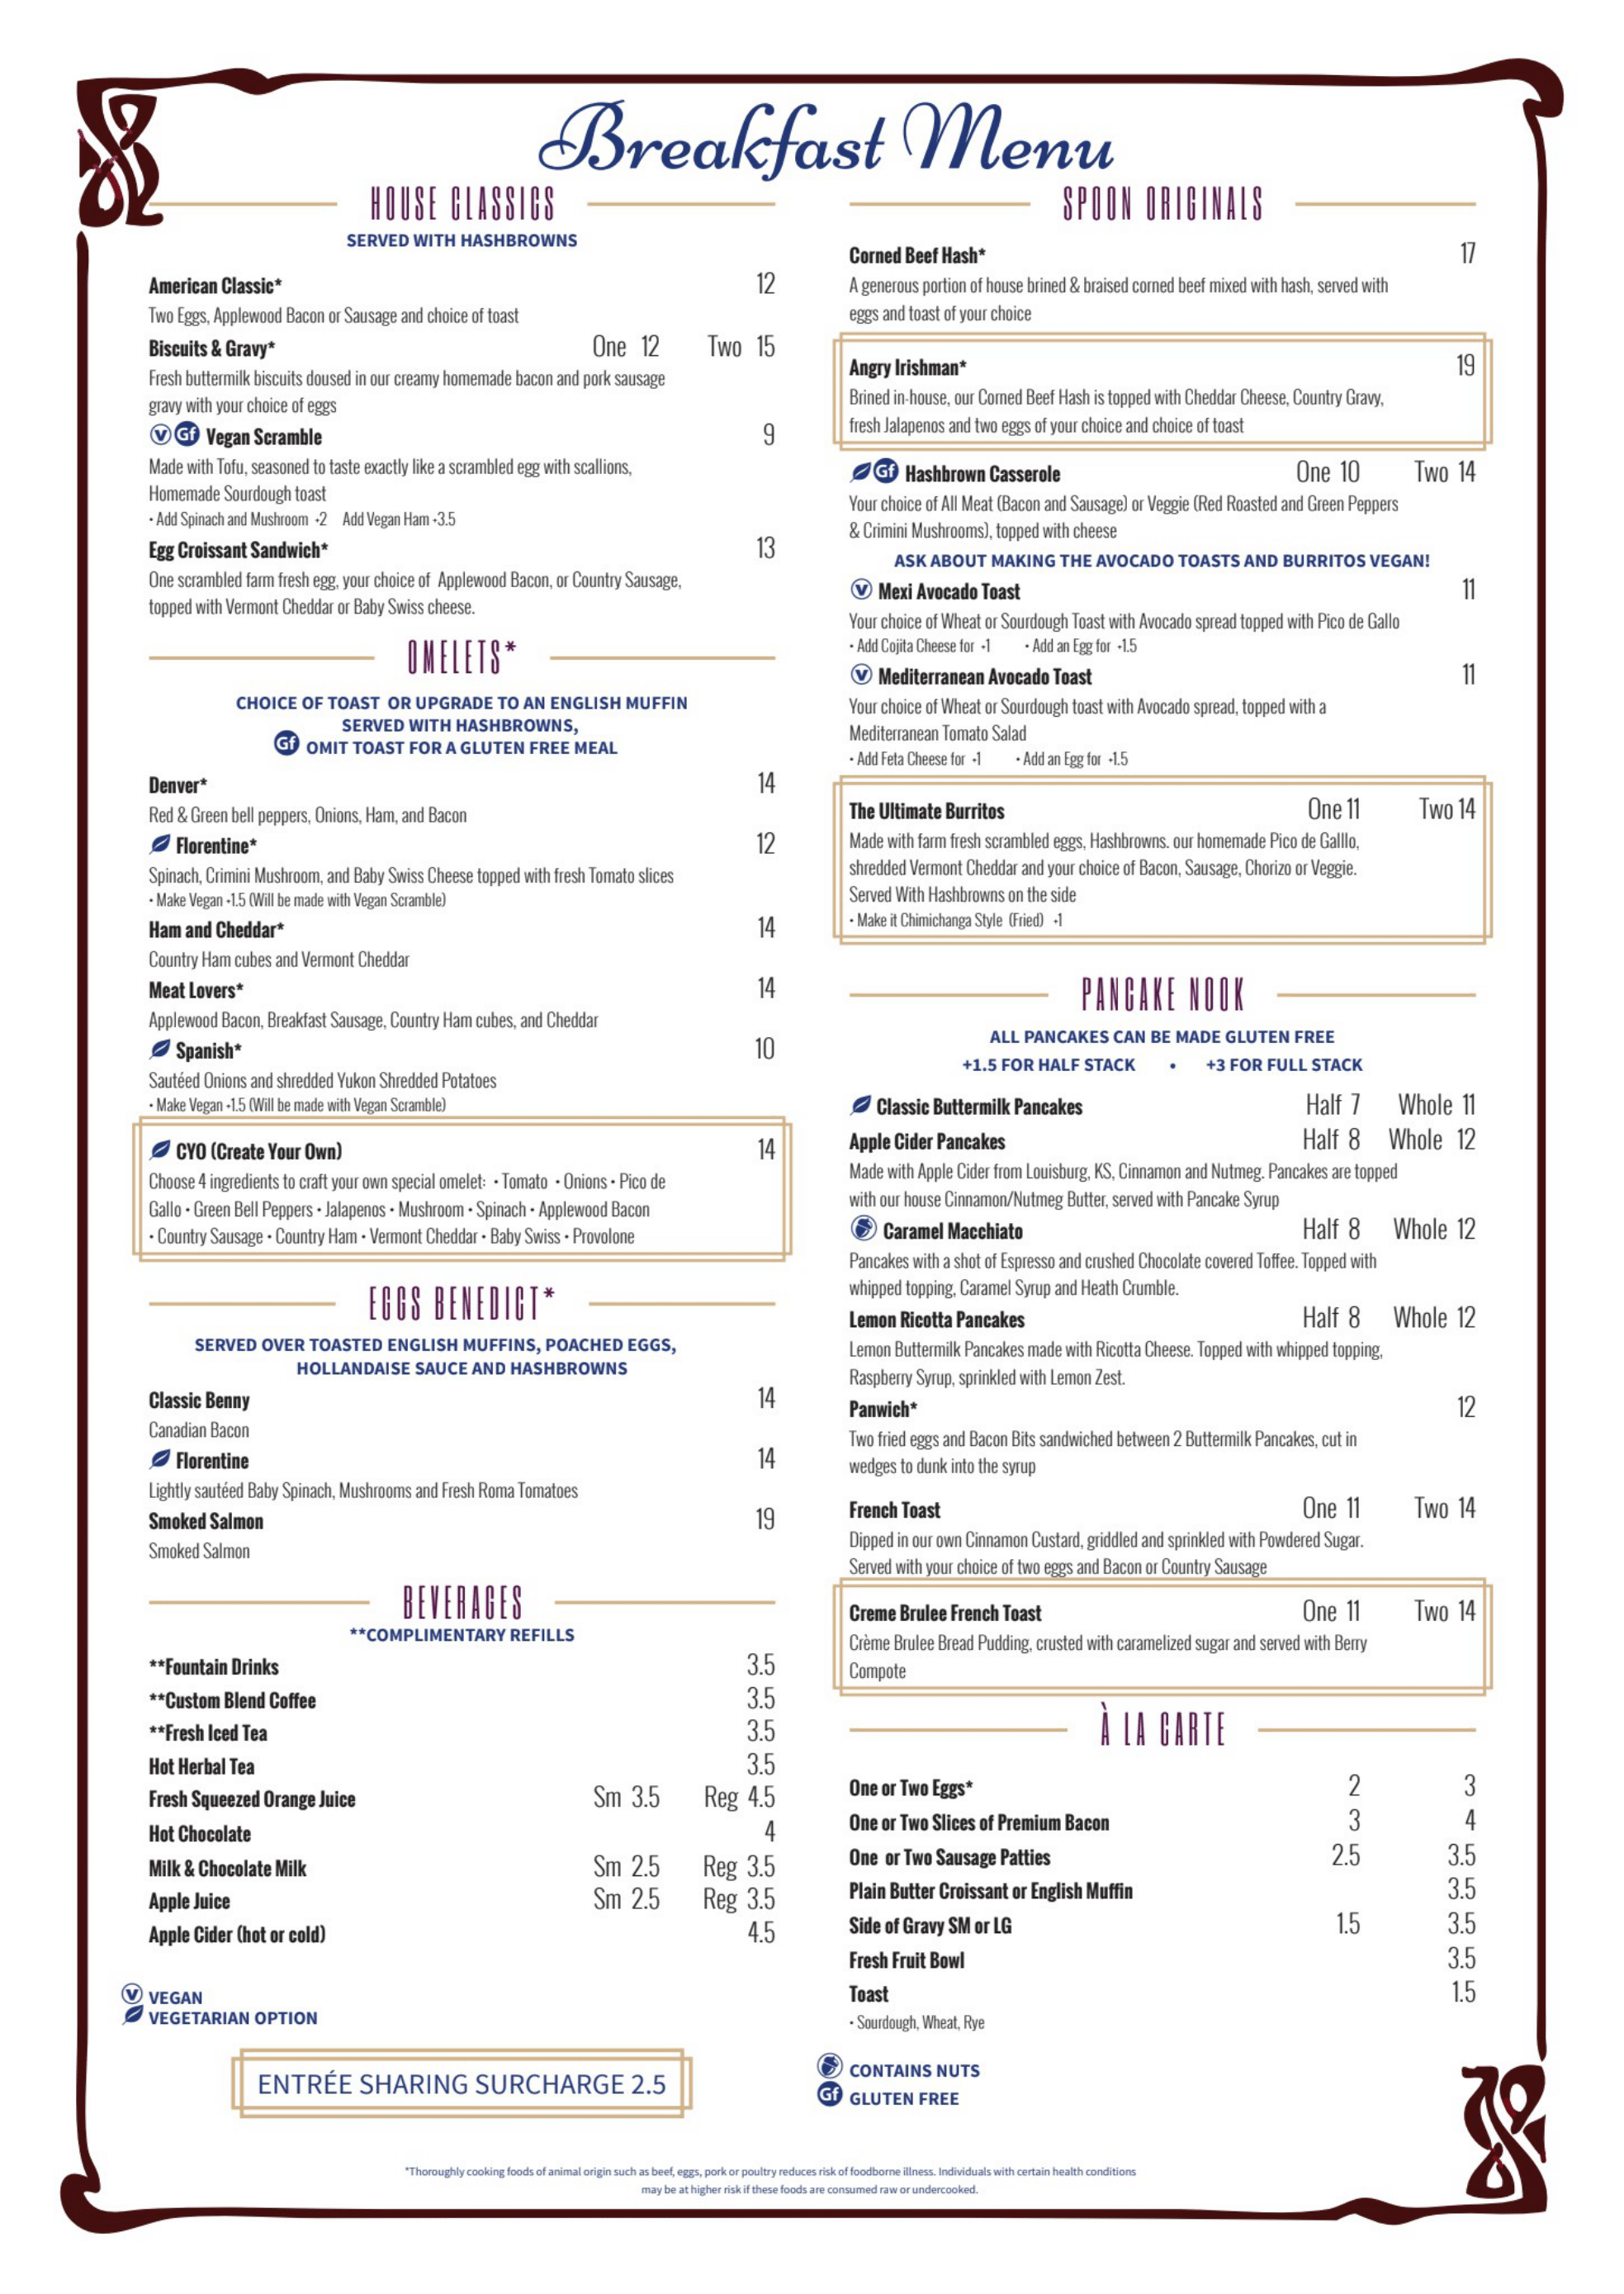 Breakfast Menu
HOUSE CLASSICS
SERVED WITH HASHBROWNS
American Classic* 12
Two Eggs, Applewood Bacon or Sausage and choice of toast
Biscuits & Gravy* One 12 Two 15
Fresh buttermilk biscuits doused in our creamy homemade bacon and pork sausage
gravy with your choice of eggs
V Gf Vegan Scramble 9
Made with Tofu, seasoned to taste exactly like a scrambled egg with scallions,
Homemade Sourdough toast
• Add Spinach and Mushroom +2 Add Vegan Ham +3.5
Egg Croissant Sandwich* 13
One scrambled farm fresh egg, your choice of Applewood Bacon, or Country Sausage,
topped with Vermont Cheddar or Baby Swiss cheese.
OMELETS*
CHOICE OF TOAST OR UPGRADE TO AN ENGLISH MUFFIN
SERVED WITH HASHBROWNS,
Gf OMIT TOAST FOR A GLUTEN FREE MEAL
Denver* 14
Red & Green bell peppers, Onions, Ham, and Bacon
Florentine* 12
Spinach, Crimini Mushroom, and Baby Swiss Cheese topped with fresh Tomato slices
• Make Vegan +1.5 (Will be made with Vegan Scramble)
Ham and Cheddar* 14
Country Ham cubes and Vermont Cheddar
Meat Lovers* 14
Applewood Bacon, Breakfast Sausage, Country Ham cubes, and Cheddar
Spanish* 10
Sautéed Onions and shredded Yukon Shredded Potatoes
• Make Vegan +1.5 (Will be made with Vegan Scramble)
CYO (Create Your Own) 14
Choose 4 ingredients to craft your own special omelet: • Tomato • Onions • Pico de
Gallo • Green Bell Peppers • Jalapenos • Mushroom • Spinach • Applewood Bacon
• Country Sausage • Country Ham • Vermont Cheddar • Baby Swiss • Provolone
EGGS BENEDICT*
SERVED OVER TOASTED ENGLISH MUFFINS, POACHED EGGS,
HOLLANDAISE SAUCE AND HASHBROWNS
Classic Benny 14
Canadian Bacon
Florentine 14
Lightly sautéed Baby Spinach, Mushrooms and Fresh Roma Tomatoes
Smoked Salmon 19
Smoked Salmon
BEVERAGES
**COMPLIMENTARY REFILLS
**Fountain Drinks 3.5
**Custom Blend Coffee 3.5
**Fresh Iced Tea 3.5
Hot Herbal Tea 3.5
Fresh Squeezed Orange Juice Sm 3.5 Reg 4.5
Hot Chocolate 4
Milk & Chocolate Milk Sm 2.5 Reg 3.5
Apple Juice Sm 2.5 Reg 3.5
Apple Cider (hot or cold) 4.5
V VEGAN
VEGETARIAN OPTION
ENTRÉE SHARING SURCHARGE 2.5
SPOON ORIGINALS
Corned Beef Hash* 17
A generous portion of house brined & braised corned beef mixed with hash, served with
eggs and toast of your choice
Angry Irishman* 19
Brined in-house, our Corned Beef Hash is topped with Cheddar Cheese, Country Gravy,
fresh Jalapenos and two eggs of your choice and choice of toast
Gf Hashbrown Casserole One 10 Two 14
Your choice of All Meat (Bacon and Sausage) or Veggie (Red Roasted and Green Peppers
& Crimini Mushrooms), topped with cheese
ASK ABOUT MAKING THE AVOCADO TOASTS AND BURRITOS VEGAN!
V Mexi Avocado Toast 11
Your choice of Wheat or Sourdough Toast with Avocado spread topped with Pico de Gallo
• Add Cojita Cheese for +1 • Add an Egg for +1.5
V Mediterranean Avocado Toast 11
Your choice of Wheat or Sourdough toast with Avocado spread, topped with a
Mediterranean Tomato Salad
• Add Feta Cheese for +1 • Add an Egg for +1.5
The Ultimate Burritos One 11 Two 14
Made with farm fresh scrambled eggs, Hashbrowns. our homemade Pico de Galllo,
shredded Vermont Cheddar and your choice of Bacon, Sausage, Chorizo or Veggie.
Served With Hashbrowns on the side
• Make it Chimichanga Style (Fried) +1
PANCAKE NOOK
ALL PANCAKES CAN BE MADE GLUTEN FREE
+1.5 FOR HALF STACK • +3 FOR FULL STACK
Classic Buttermilk Pancakes Half 7 Whole 11
Apple Cider Pancakes Half 8 Whole 12
Made with Apple Cider from Louisburg, KS, Cinnamon and Nutmeg. Pancakes are topped
with our house Cinnamon/Nutmeg Butter, served with Pancake Syrup
Caramel Macchiato Half 8 Whole 12
Pancakes with a shot of Espresso and crushed Chocolate covered Toffee. Topped with
whipped topping, Caramel Syrup and Heath Crumble.
Lemon Ricotta Pancakes Half 8 Whole 12
Lemon Buttermilk Pancakes made with Ricotta Cheese. Topped with whipped topping,
Raspberry Syrup, sprinkled with Lemon Zest.
Panwich* 12
Two fried eggs and Bacon Bits sandwiched between 2 Buttermilk Pancakes, cut in
wedges to dunk into the syrup
French Toast One 11 Two 14
Dipped in our own Cinnamon Custard, griddled and sprinkled with Powdered Sugar.
Served with your choice of two eggs and Bacon or Country Sausage
Creme Brulee French Toast One 11 Two 14
Crème Brulee Bread Pudding, crusted with caramelized sugar and served with Berry
Compote
À LA CARTE
One or Two Eggs* 2 3
One or Two Slices of Premium Bacon 3 4
One or Two Sausage Patties 2.5 3.5
Plain Butter Croissant or English Muffin 3.5
Side of Gravy SM or LG 1.5 3.5
Fresh Fruit Bowl 3.5
Toast 1.5
• Sourdough, Wheat, Rye
CONTAINS NUTS
Gf GLUTEN FREE
*Thoroughly cooking foods of animal origin such as beef, eggs, pork or poultry reduces risk of foodborne illness. Individuals with certain health conditions
may be at higher risk if these foods are consumed raw or undercooked.